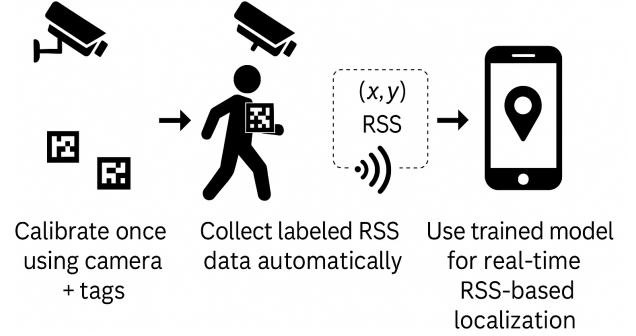 (x, y)
RSS
Calibrate once
using camera
+ tags
Collect labeled RSS
data automatically
Use trained model
for real-time
RSS-based
localization